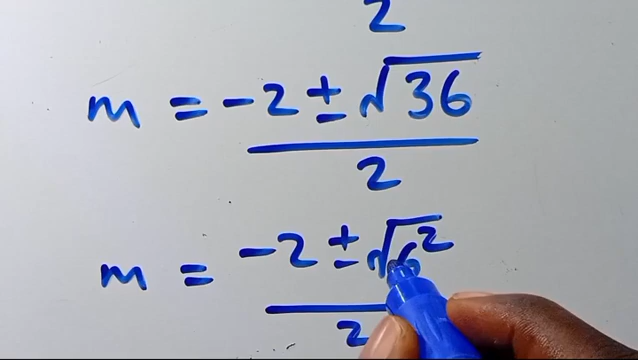 2
m = -2 ± √36
2
m = -2 ± √6²
2